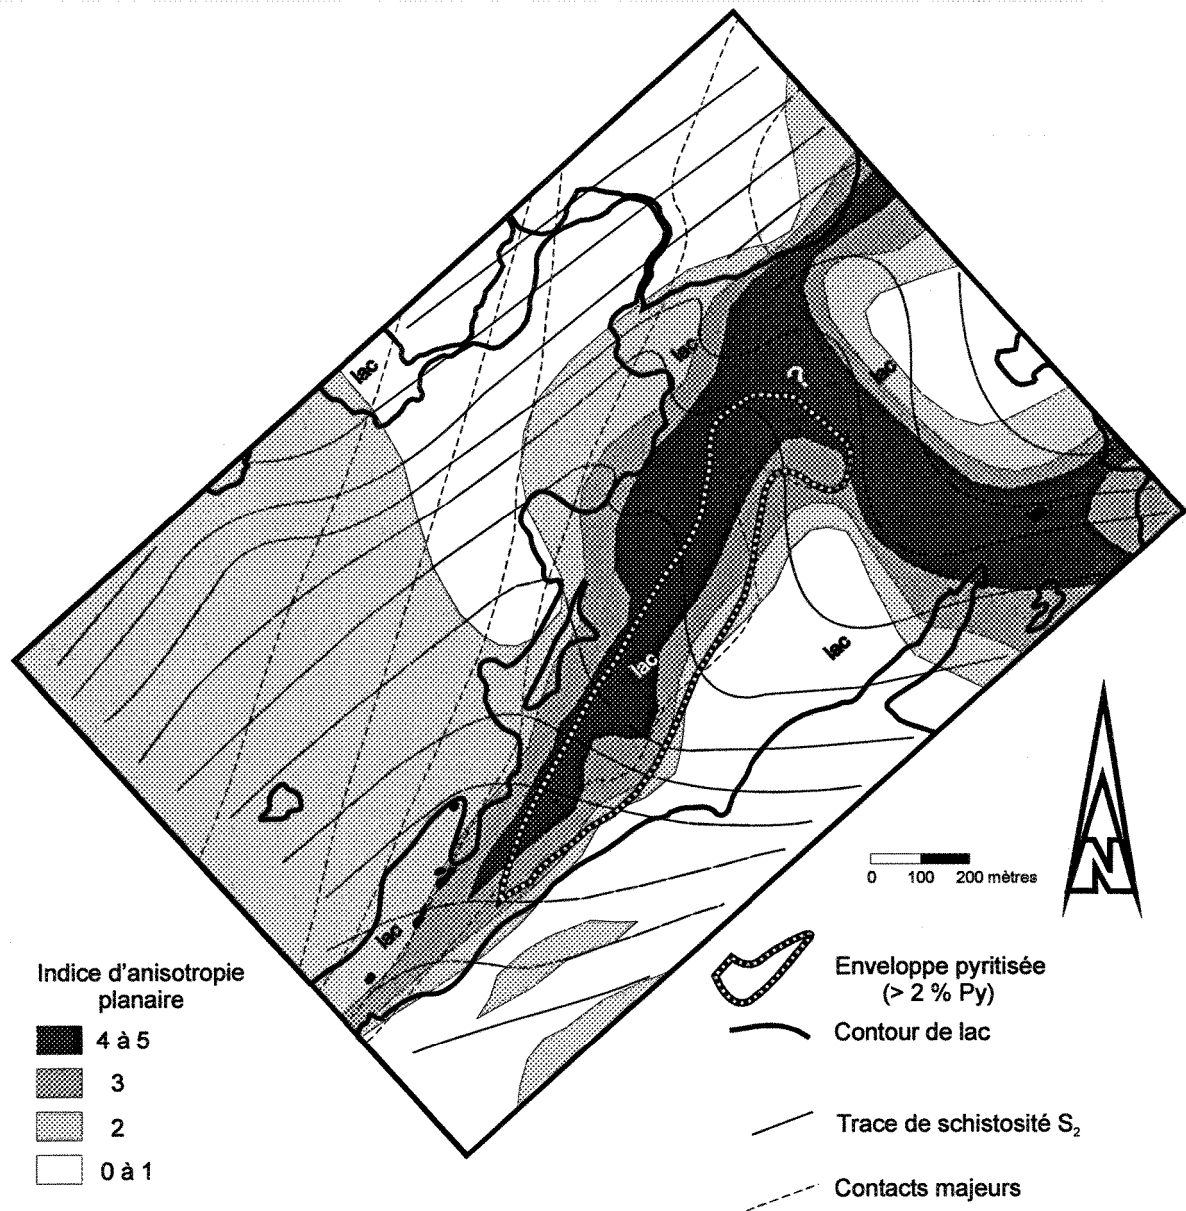 lac
lac
?
lac
lac
lac
lac
0 100 200 mètres
N
Indice d'anisotropie
planaire
4 à 5
3
2
0 à 1
Enveloppe pyritisée
(> 2 % Py)
Contour de lac
Trace de schistosité S₂
Contacts majeurs